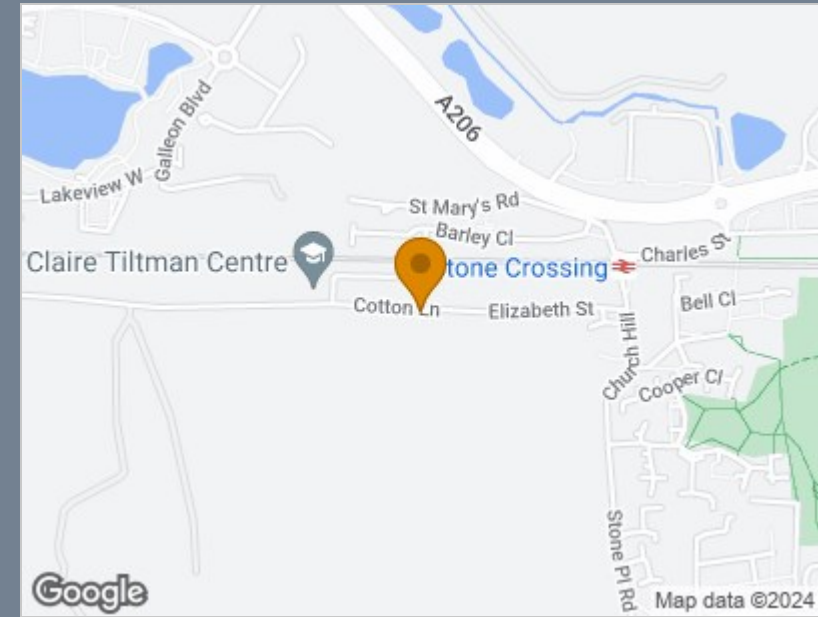 E
Galleon Blvd
A206
Lakeview W
St Mary's Rd
Barley Cl
Claire Tiltman Centre
tone Crossing
Charles St
Cotton Ln
Elizabeth St
Bell Cl
Church Hill
Cooper Cl
Stone Pl Rd
Google
Map data ©2024